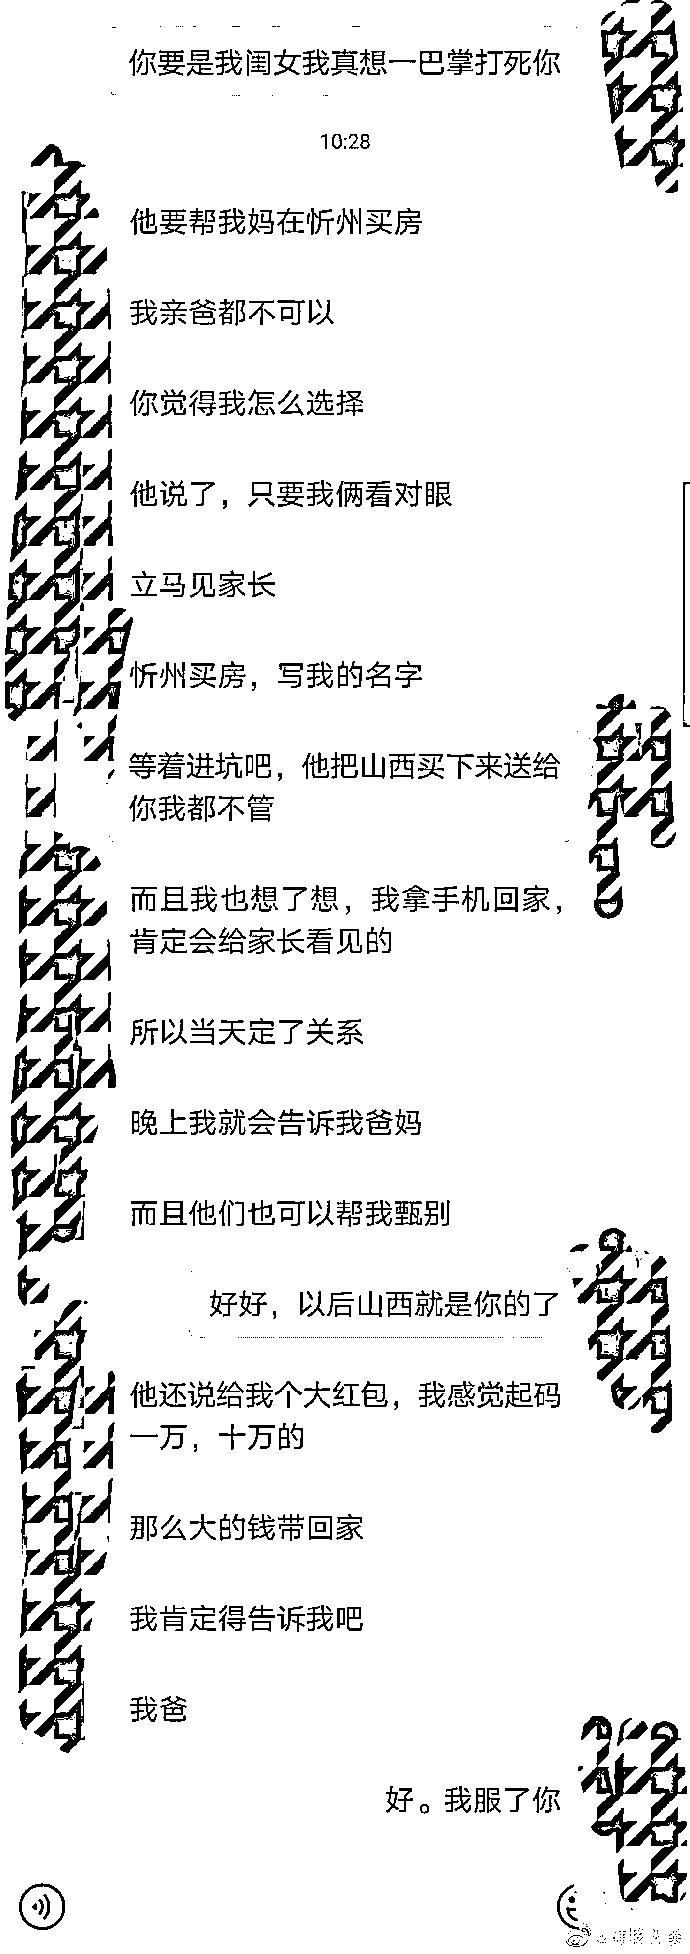 你要是我闺女我真想一巴掌打死你
10:28
他要帮我妈在忻州买房
我亲爸都不可以
你觉得我怎么选择
他说了，只要我俩看对眼
立马见家长
忻州买房，写我的名字
等着进坑吧，他把山西买下来送给
你我都不管
而且我也想了想，我拿手机回家，
肯定会给家长看见的
所以当天定了关系
晚上我就会告诉我爸妈
而且他们也可以帮我甄别
好好，以后山西就是你的了
他还说给我个大红包，我感觉起码
一万，十万的
那么大的钱带回家
我肯定得告诉我吧
我爸
好。我服了你